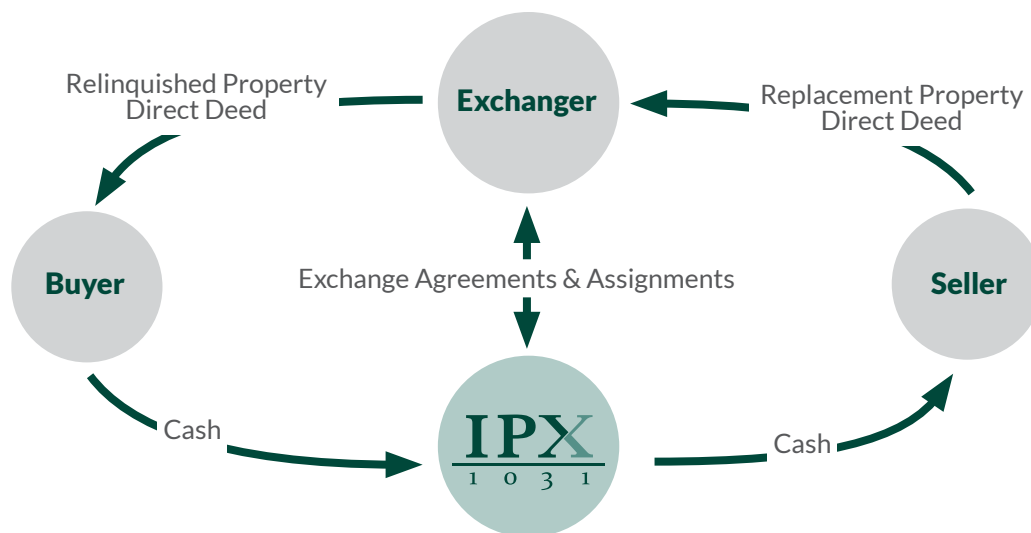 Relinquished Property
Direct Deed
Exchanger
Replacement Property
Direct Deed
Buyer
Exchange Agreements & Assignments
Seller
Cash
IPX
1031
Cash